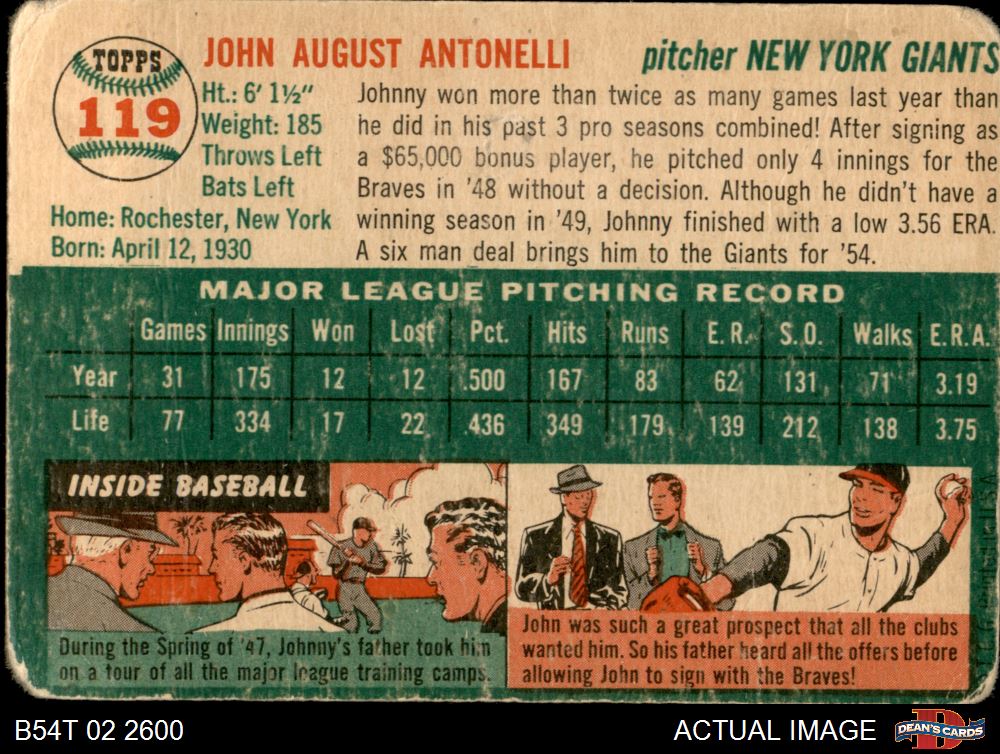 TOPPS
119
JOHN AUGUST ANTONELLI
pitcher NEW YORK GIANTS
Ht.: 6' 1½"
Weight: 185
Throws Left
Bats Left
Home: Rochester, New York
Born: April 12, 1930
Johnny won more than twice as many games last year than
he did in his past 3 pro seasons combined! After signing as
a $65,000 bonus player, he pitched only 4 innings for the
Braves in '48 without a decision. Although he didn't have a
winning season in '49, Johnny finished with a low 3.56 ERA.
A six man deal brings him to the Giants for '54.
MAJOR LEAGUE PITCHING RECORD
Games Innings Won Lost Pct. Hits Runs E. R. S. O. Walks E.R.A.
Year 31 175 12 12 .500 167 83 62 131 71 3.19
Life 77 334 17 22 .436 349 179 139 212 138 3.75
INSIDE BASEBALL
During the Spring of '47, Johnny's father took him
on a tour of all the major league training camps.
John was such a great prospect that all the clubs
wanted him. So his father heard all the offers before
allowing John to sign with the Braves!
B54T 02 2600
ACTUAL IMAGE
DEAN'S CARDS